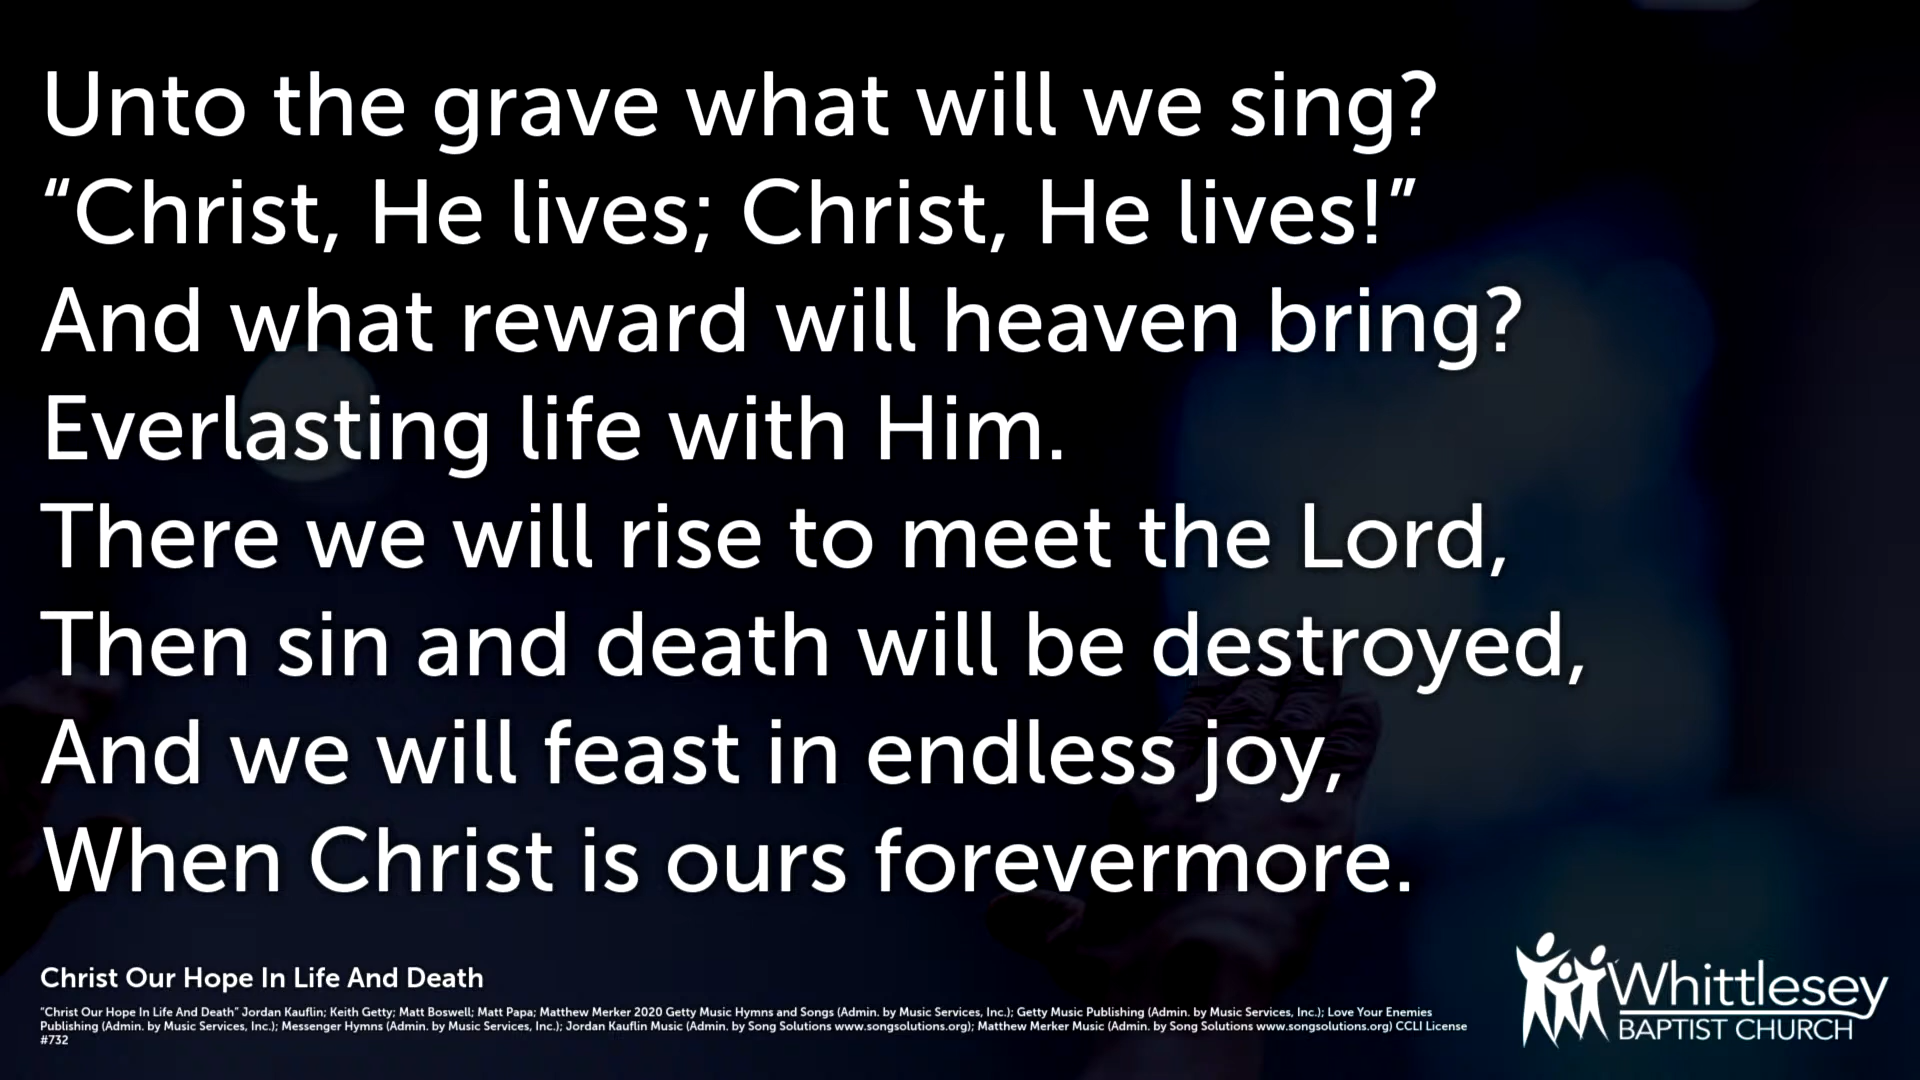 Unto the grave what will we sing?
“Christ, He lives; Christ, He lives!”
And what reward will heaven bring?
Everlasting life with Him.
There we will rise to meet the Lord,
Then sin and death will be destroyed,
And we will feast in endless joy,
When Christ is ours forevermore.
Christ Our Hope In Life And Death
"Christ Our Hope In Life And Death" Jordan Kauflin; Keith Getty; Matt Boswell; Matt Papa; Matthew Merker 2020 Getty Music Hymns and Songs (Admin. by Music Services, Inc.); Getty Music Publishing (Admin. by Music Services, Inc.); Love Your Enemies
Publishing (Admin. by Music Services, Inc.); Messenger Hymns (Admin. by Music Services, Inc.); Jordan Kauflin Music (Admin. by Song Solutions www.songsolutions.org); Matthew Merker Music (Admin. by Song Solutions www.songsolutions.org) CCLI License
#732
Whittlesey
BAPTIST CHURCH